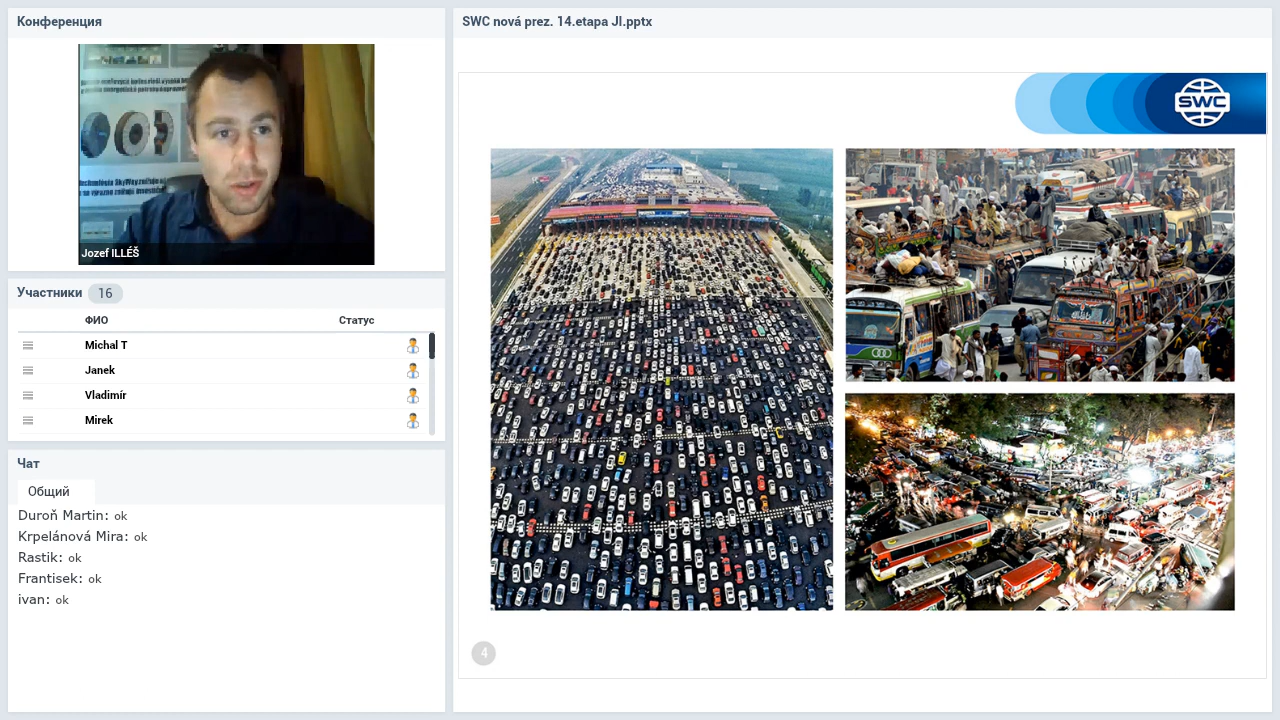 Конференция
Jozef ILLÉŠ
Участники 16
ФИО Статус
Michal T
Janek
Vladimír
Mirek
Чат
Общий
Duroň Martin: ok
Krpelánová Mira: ok
Rastik: ok
Frantisek: ok
ivan: ok
SWC nová prez. 14.etapa JI.pptx
SWC
4